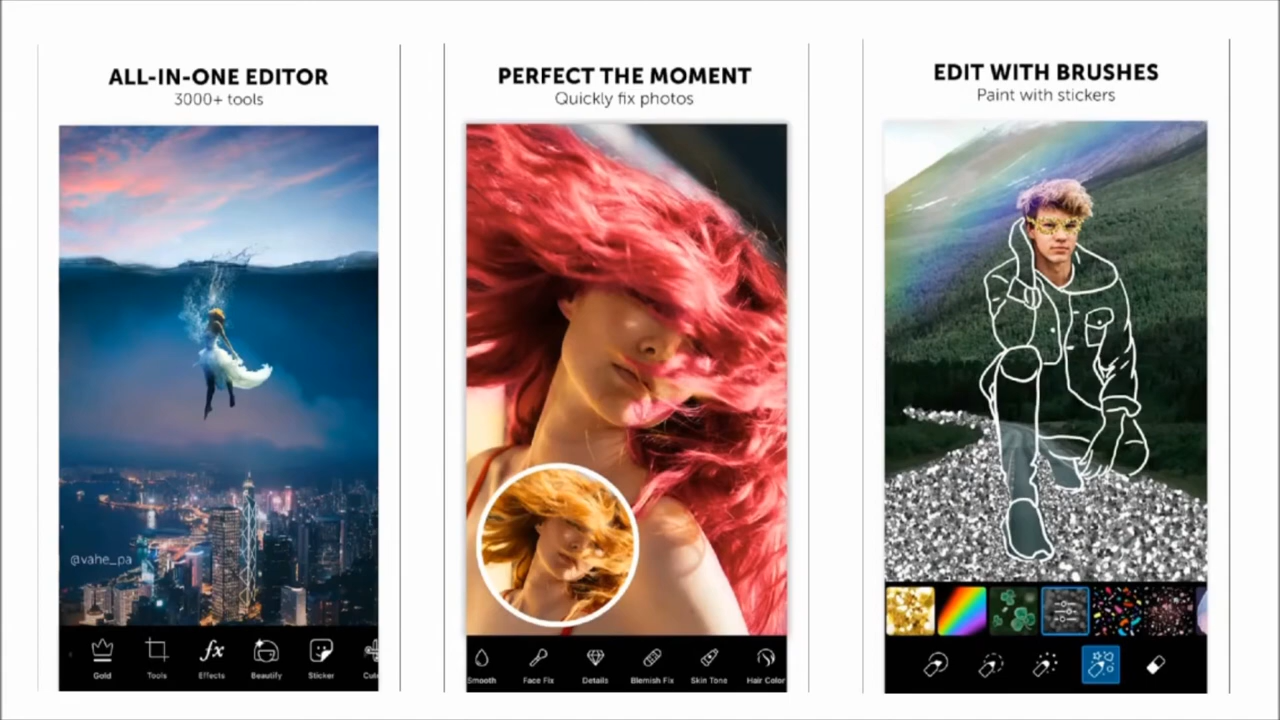 ALL-IN-ONE EDITOR
3000+ tools
@vahe_pa
Gold Tools Effects Beautify Sticker
PERFECT THE MOMENT
Quickly fix photos
Smooth Face Fix Details Blemish Fix Skin Tone Hair Color
EDIT WITH BRUSHES
Paint with stickers